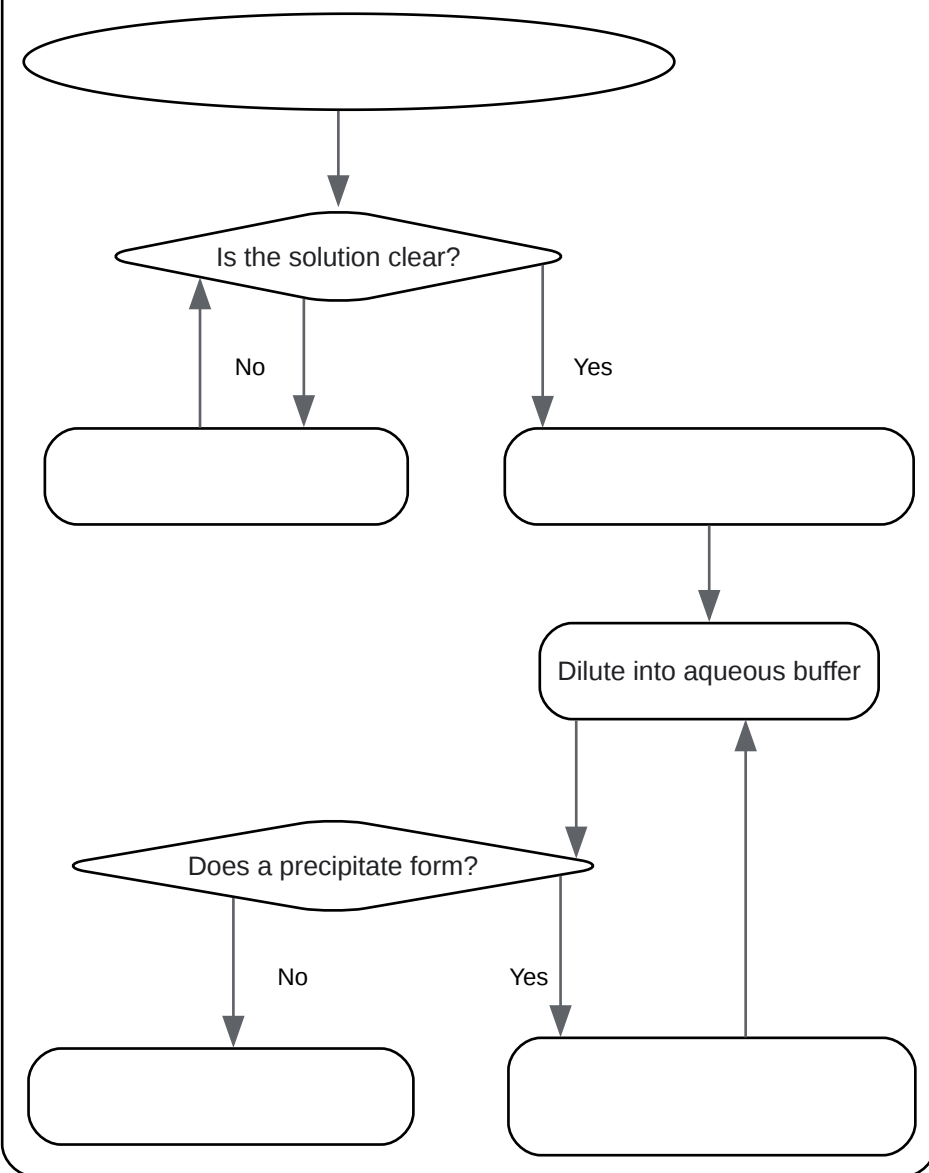 Is the solution clear?
No
Yes
Dilute into aqueous buffer
Does a precipitate form?
No
Yes